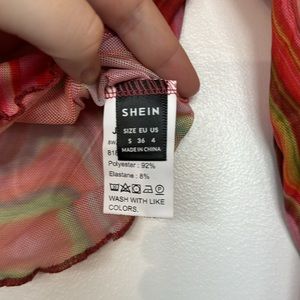 SHEIN
SIZE EU US
S 36 4
MADE IN CHINA
Polyester : 92%
Elastane : 8%
WASH WITH LIKE
COLORS.